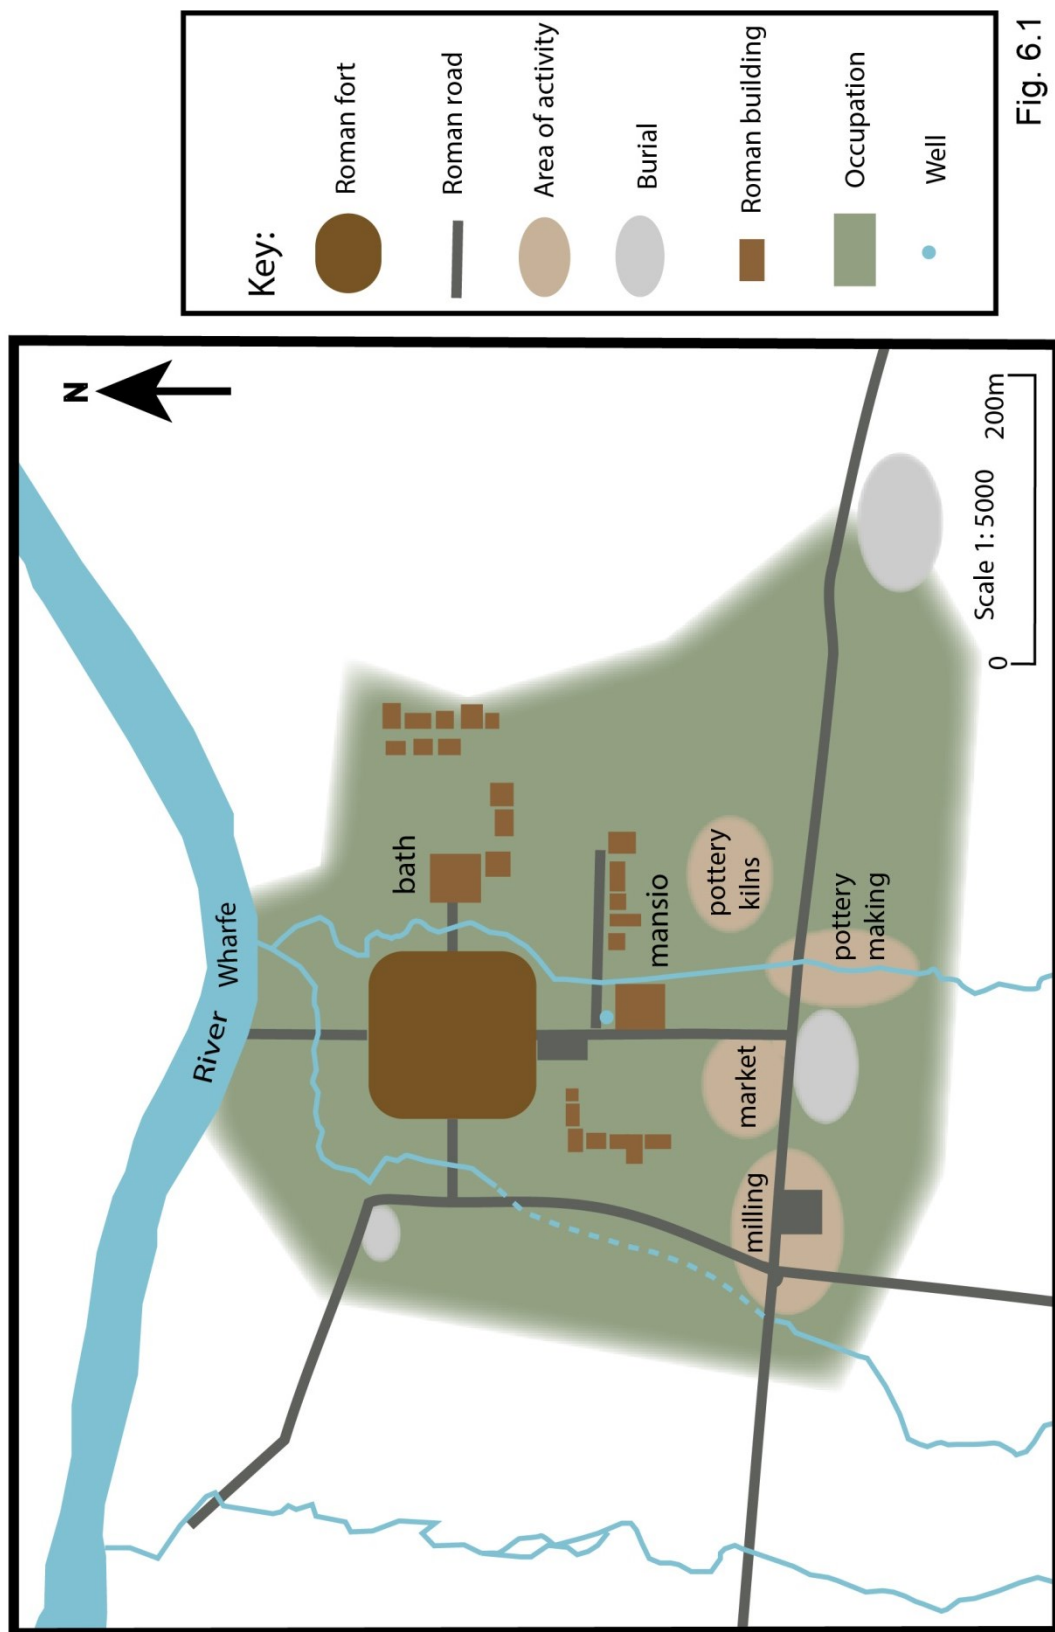 N
River Wharfe
bath
mansio
pottery
kilns
market
milling
pottery
making
Scale 1: 5000
0
200m
Key:
Roman fort
Roman road
Area of activity
Burial
Roman building
Occupation
Well
Fig. 6.1